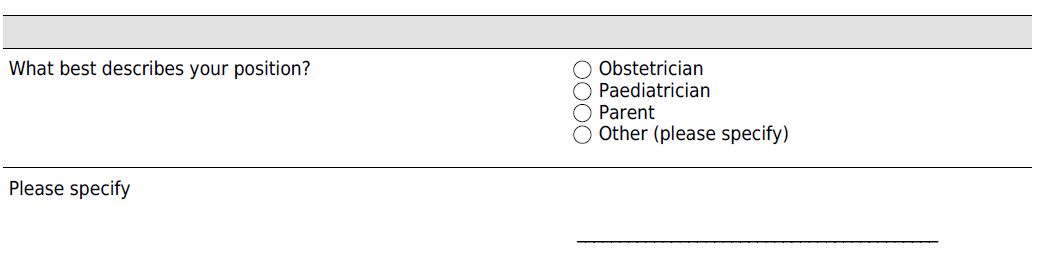 What best describes your position?
Obstetrician
Paediatrician
Parent
Other (please specify)
Please specify